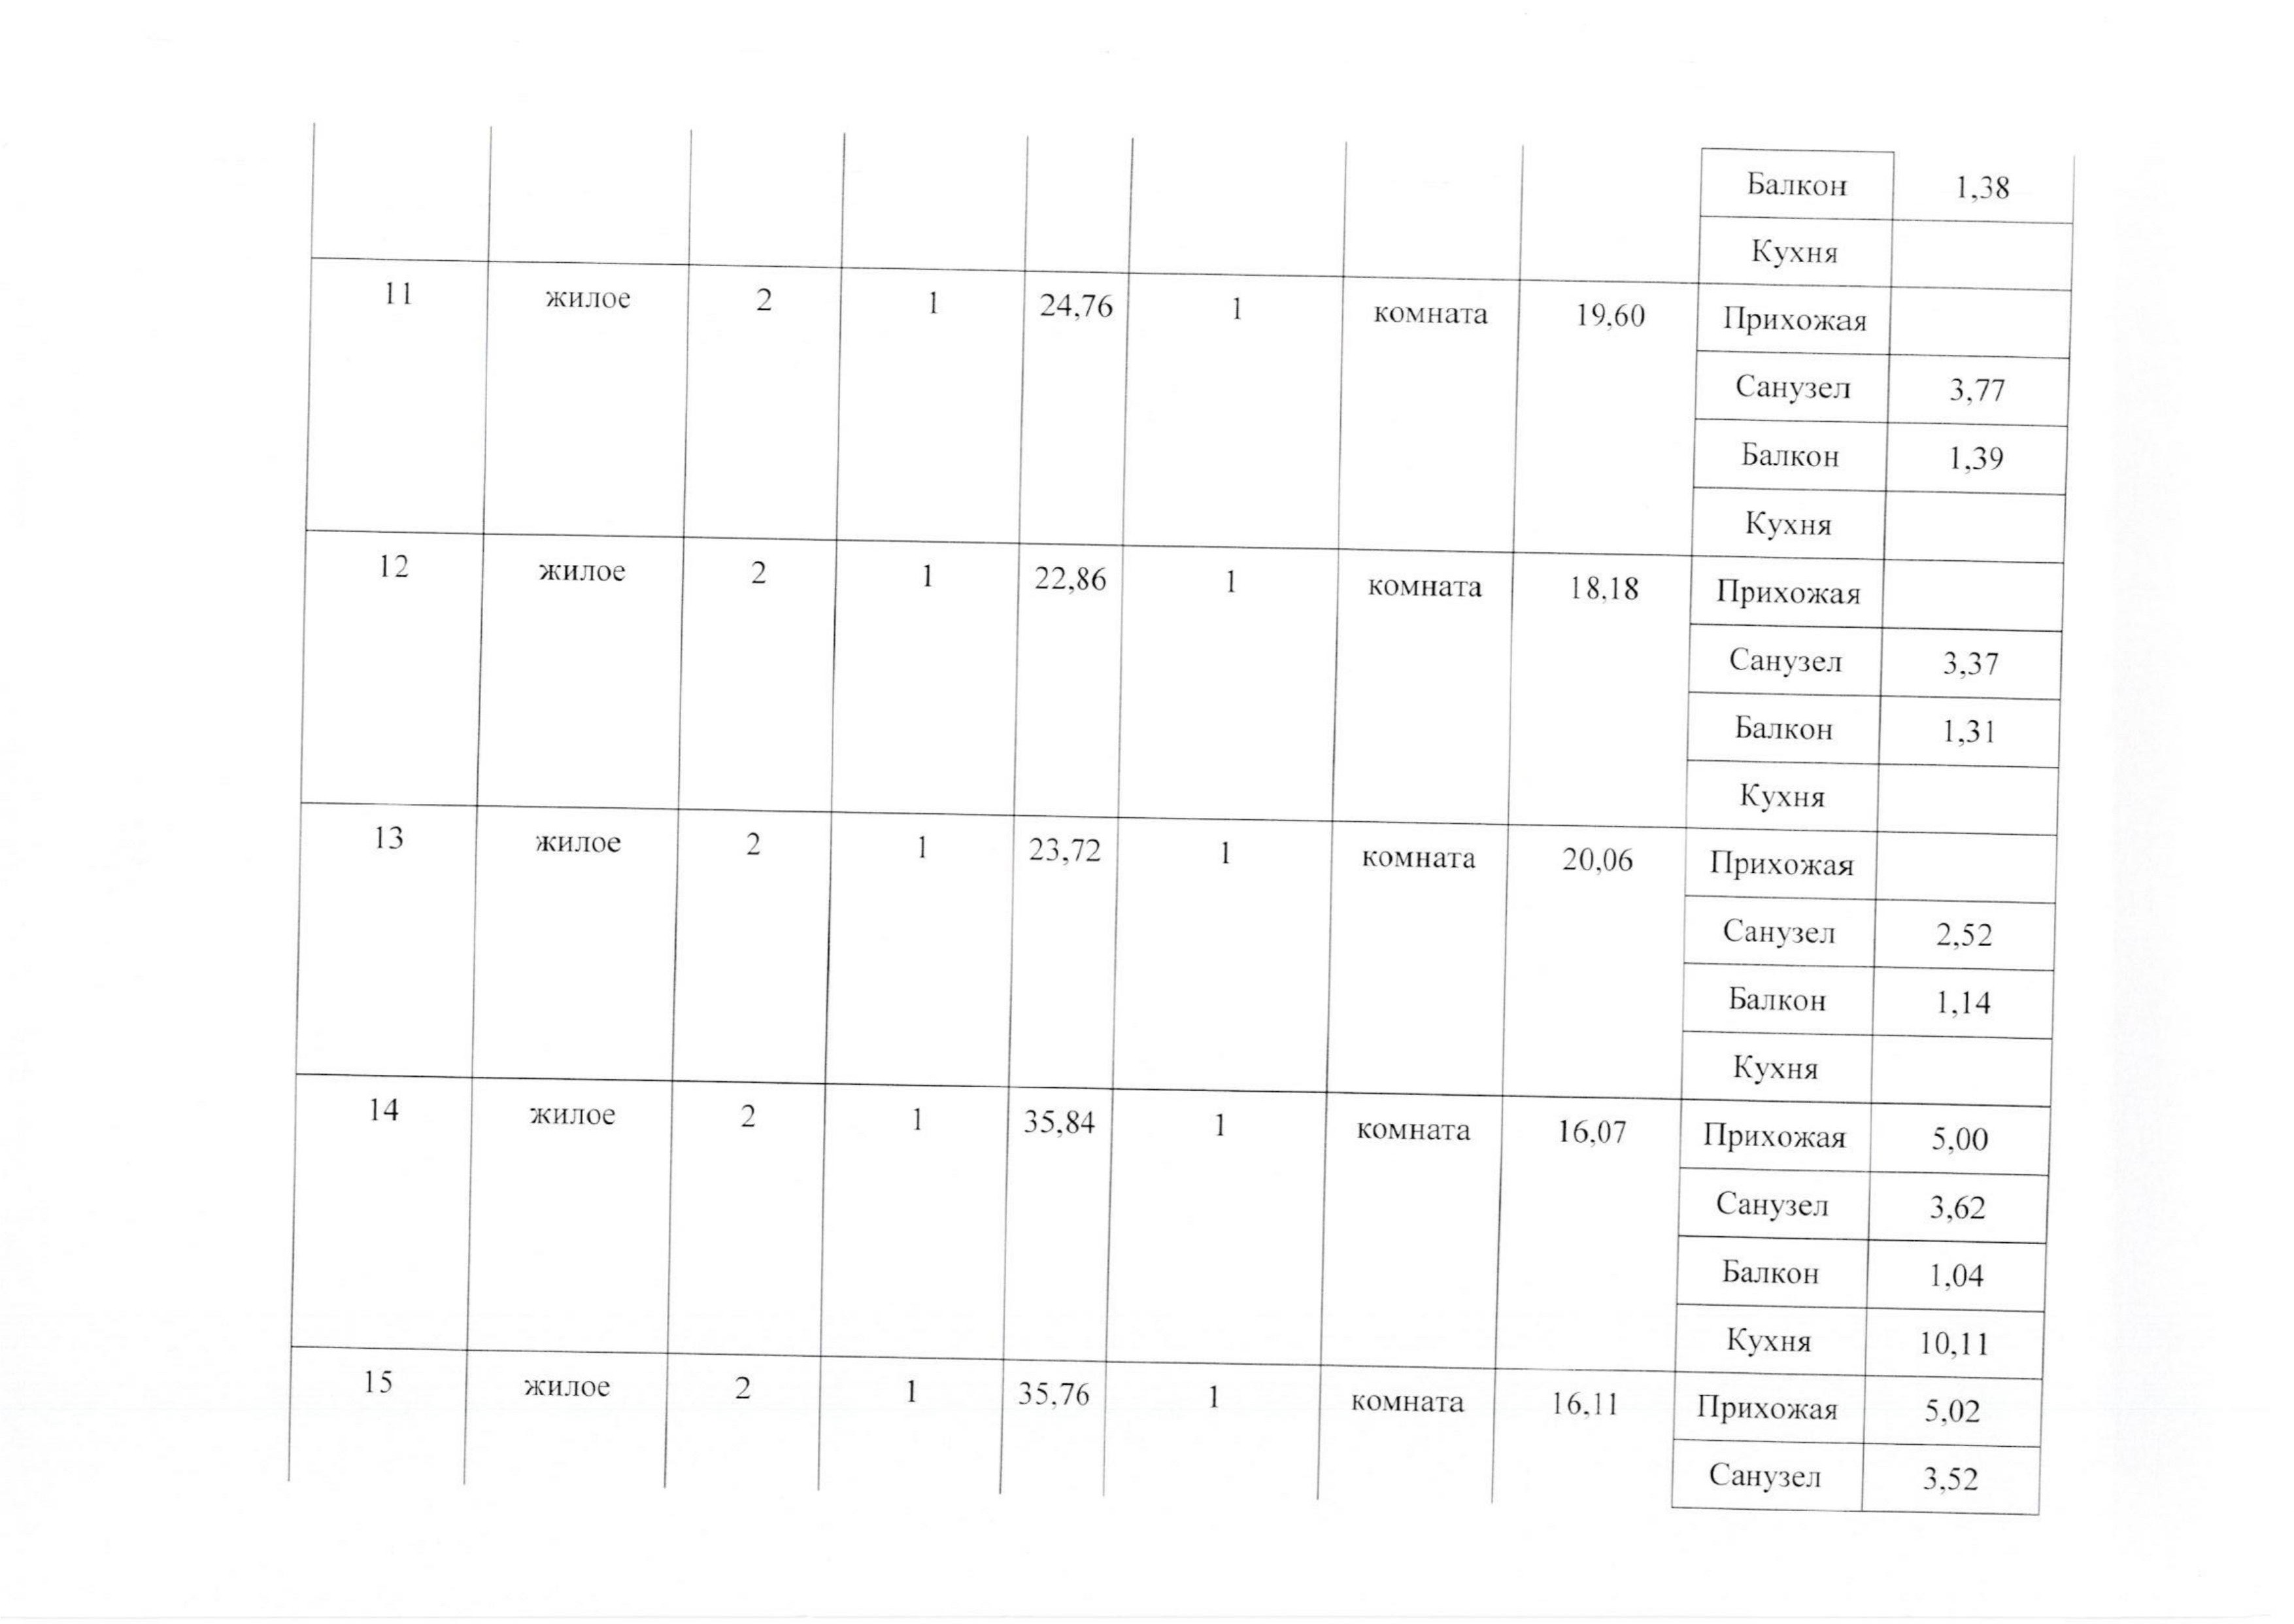 Балкон 1,38
Кухня
11 жилое 2 1 24,76 1 комната 19,60 Прихожая
Санузел 3,77
Балкон 1,39
Кухня
12 жилое 2 1 22,86 1 комната 18,18 Прихожая
Санузел 3,37
Балкон 1,31
Кухня
13 жилое 2 1 23,72 1 комната 20,06 Прихожая
Санузел 2,52
Балкон 1,14
Кухня
14 жилое 2 1 35,84 1 комната 16,07 Прихожая 5,00
Санузел 3,62
Балкон 1,04
Кухня 10,11
15 жилое 2 1 35,76 1 комната 16,11 Прихожая 5,02
Санузел 3,52